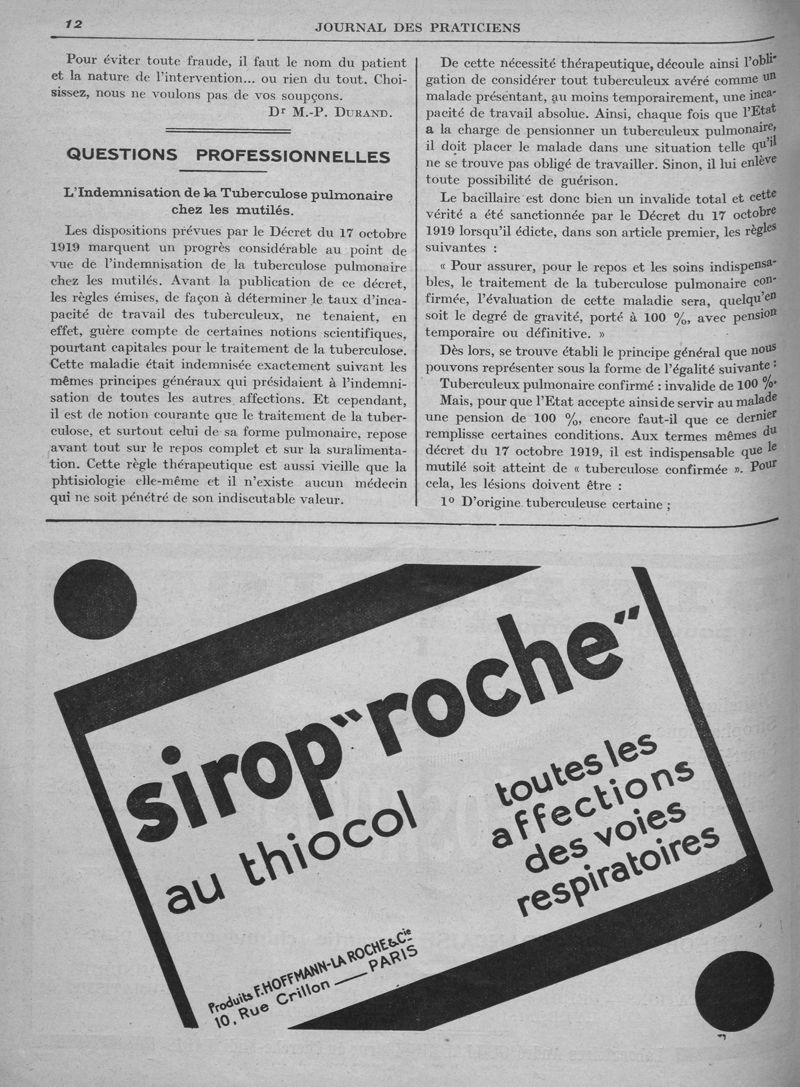 12
JOURNAL DES PRATICIENS
Pour éviter toute fraude, il faut le nom du patient
et la nature de l'intervention... ou rien du tout. Choi-
sissez, nous ne voulons pas de vos soupçons.
Dr M.-P. DURAND.
QUESTIONS PROFESSIONNELLES
L'Indemnisation de la Tuberculose pulmonaire
chez les mutilés.
Les dispositions prévues par le Décret du 17 octobre
1919 marquent un progrès considérable au point de
vue de l'indemnisation de la tuberculose pulmonaire
chez les mutilés. Avant la publication de ce décret,
les règles émises, de façon à déterminer le taux d'inca-
pacité de travail des tuberculeux, ne tenaient, en
effet, guère compte de certaines notions scientifiques,
pourtant capitales pour le traitement de la tuberculose.
Cette maladie était indemnisée exactement suivant les
mêmes principes généraux qui présidaient à l'indemni-
sation de toutes les autres affections. Et cependant,
il est de notion courante que le traitement de la tuber-
culose, et surtout celui de sa forme pulmonaire, repose
avant tout sur le repos complet et sur la suralimenta-
tion. Cette règle thérapeutique est aussi vieille que la
phtisiologie elle-même et il n'existe aucun médecin
qui ne soit pénétré de son indiscutable valeur.
De cette nécessité thérapeutique, découle ainsi l'obli-
gation de considérer tout tuberculeux avéré comme un
malade présentant, au moins temporairement, une inca-
pacité de travail absolue. Ainsi, chaque fois que l'Etat
a la charge de pensionner un tuberculeux pulmonaire,
il doit placer le malade dans une situation telle qu'il
ne se trouve pas obligé de travailler. Sinon, il lui enlève
toute possibilité de guérison.
Le bacillaire est donc bien un invalide total et cette
vérité a été sanctionnée par le Décret du 17 octobre
1919 lorsqu'il édicte, dans son article premier, les règles
suivantes :
« Pour assurer, pour le repos et les soins indispensa-
bles, le traitement de la tuberculose pulmonaire con-
firmée, l'évaluation de cette maladie sera, quelqu'en
soit le degré de gravité, porté à 100 %, avec pension
temporaire ou définitive. »
Dès lors, se trouve établi le principe général que nous
pouvons représenter sous la forme de l'égalité suivante :
Tuberculeux pulmonaire confirmé : invalide de 100 %.
Mais, pour que l'Etat accepte ainsi de servir au malade
une pension de 100 %, encore faut-il que ce dernier
remplisse certaines conditions. Aux termes mêmes du
décret du 17 octobre 1919, il est indispensable que le
mutilé soit atteint de « tuberculose confirmée ». Pour
cela, les lésions doivent être :
1º D'origine tuberculeuse certaine ;
sirop "roche"
au thiocol
toutes les
affections
des voies
respiratoires
Produits F. HOFFMANN-LA ROCHE & Cie
10, Rue Crillon — PARIS